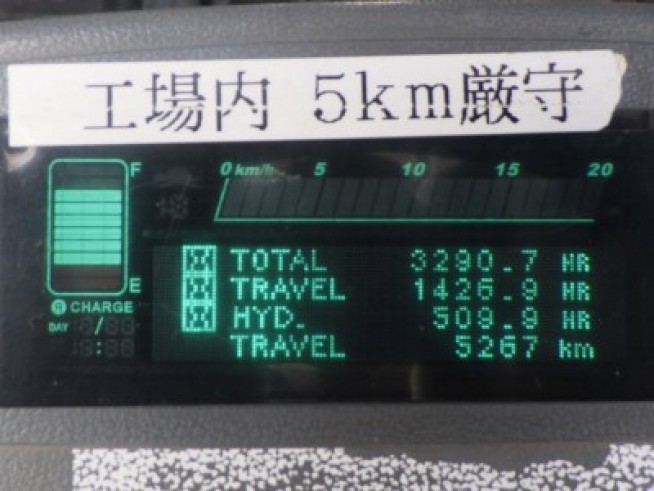 工場内 5km厳守
F
0 km/h 5 10 15 20
TOTAL 3290.7 HR
E
TRAVEL 1426.9 HR
CHARGE
HYD. 509.9 HR
DAY
TRAVEL 5267 km